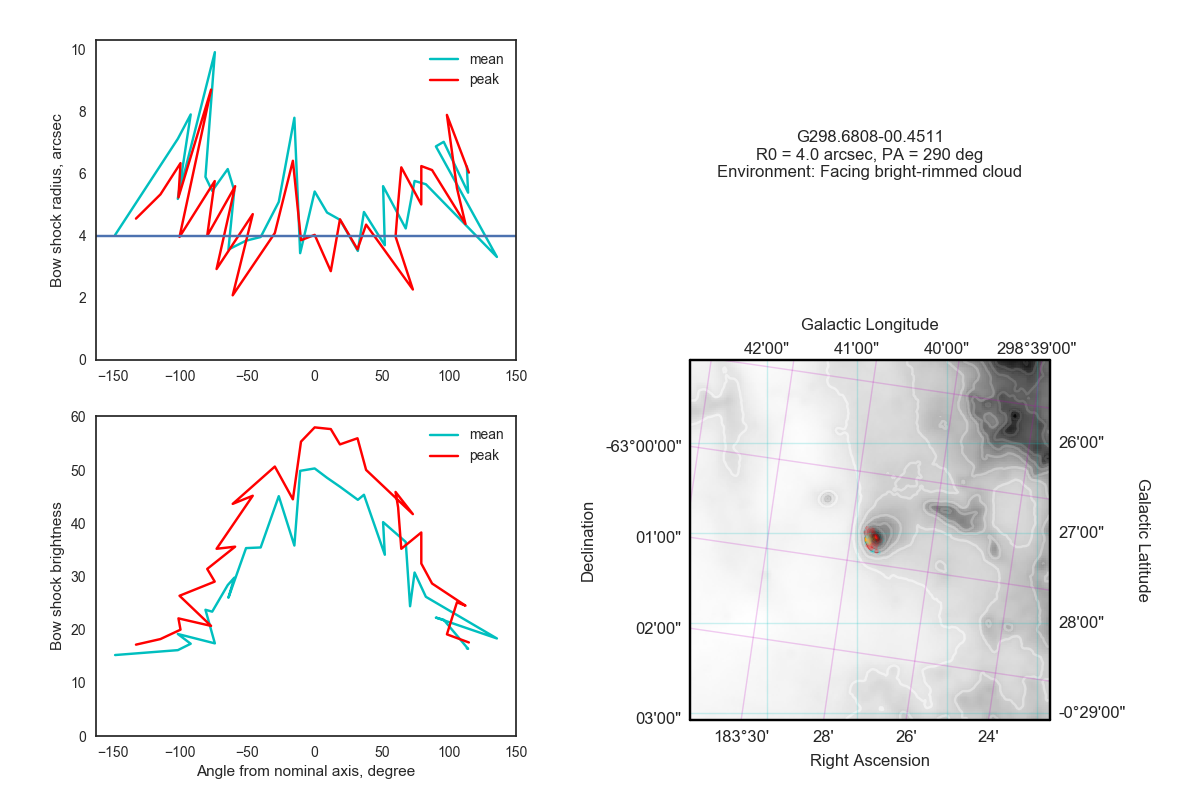 10
8
6
4
2
0
Bow shock radius, arcsec
mean
peak
−150 −100 −50 0 50 100 150
60
50
40
30
20
10
0
Bow shock brightness
mean
peak
−150 −100 −50 0 50 100 150
Angle from nominal axis, degree
G298.6808-00.4511
R0 = 4.0 arcsec, PA = 290 deg
Environment: Facing bright-rimmed cloud
Galactic Longitude
42'00" 41'00" 40'00" 298°39'00"
-63°00'00"
01'00"
02'00"
03'00"
Declination
26'00"
27'00"
28'00"
-0°29'00"
Galactic Latitude
183°30' 28' 26' 24'
Right Ascension